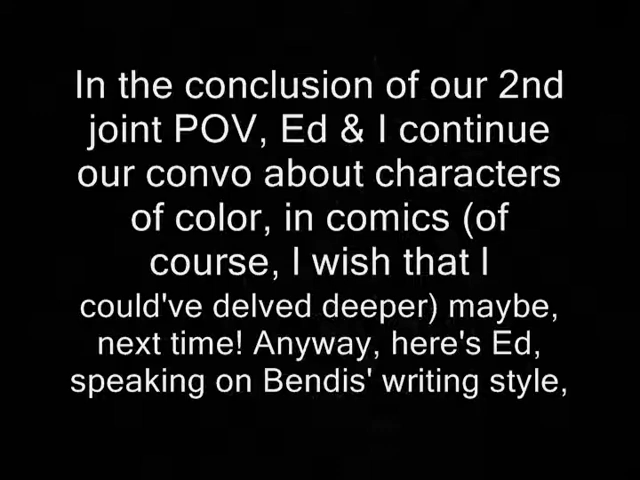 In the conclusion of our 2nd
joint POV, Ed & I continue
our convo about characters
of color, in comics (of
course, I wish that I
could've delved deeper) maybe,
next time! Anyway, here's Ed,
speaking on Bendis' writing style,